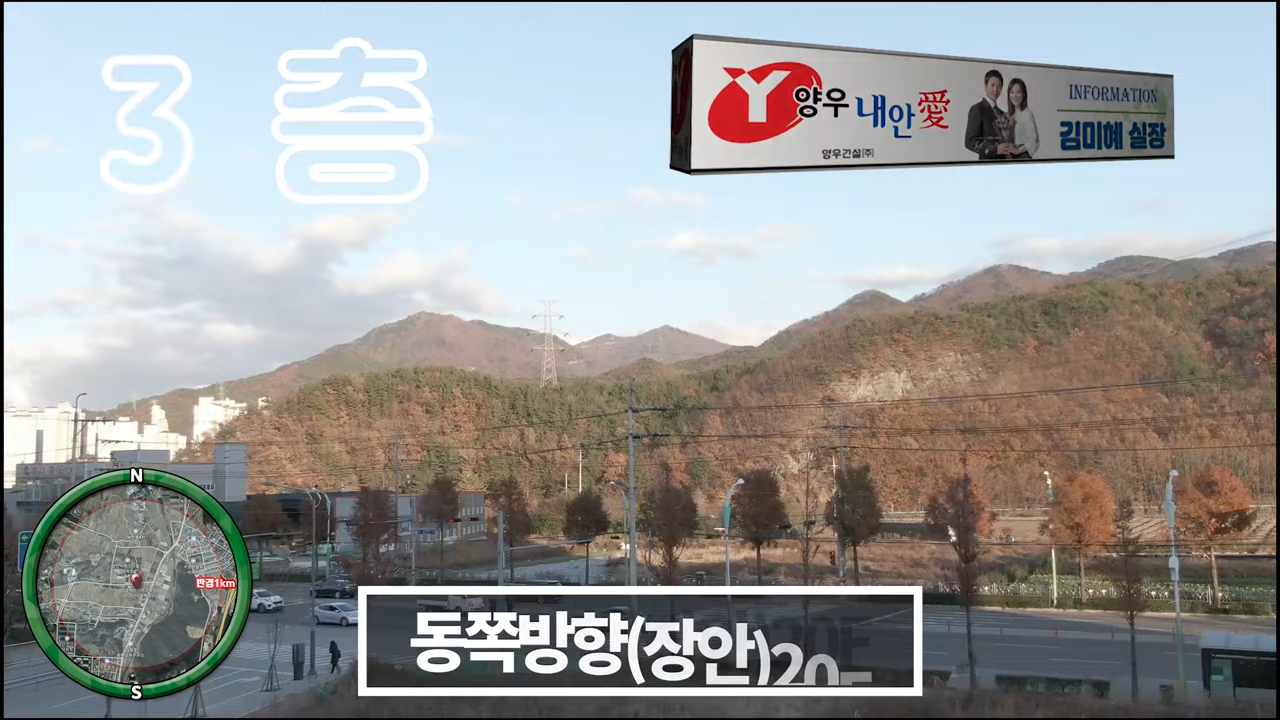 3 층
Y 양우 내안愛
양우건설(주)
INFORMATION
김미혜 실장
N
반경1km
S
동쪽방향(장안)